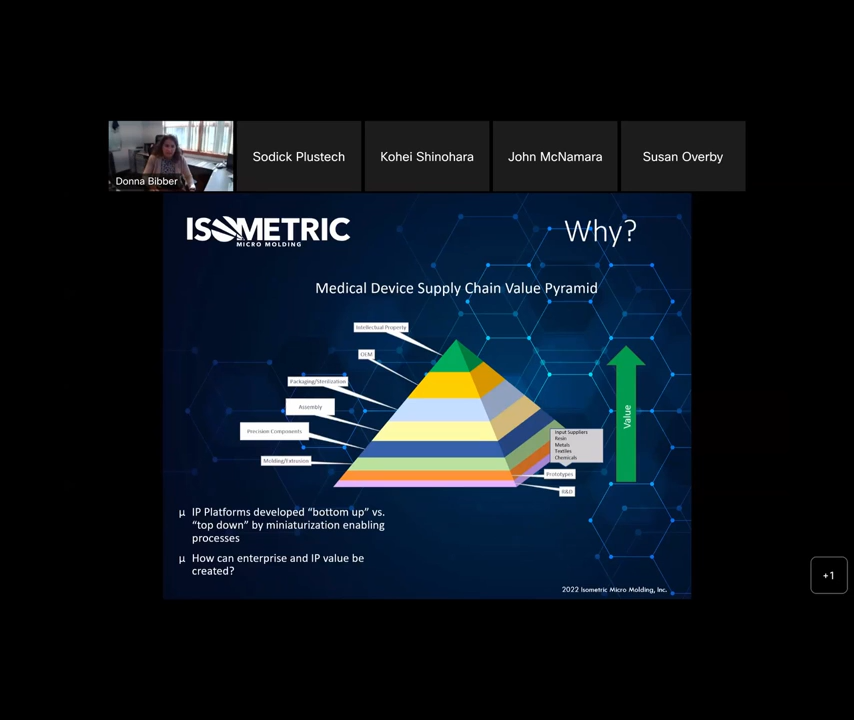 Donna Bibber
Sodick Plustech
Kohei Shinohara
John McNamara
Susan Overby
ISOMETRIC
MICRO MOLDING
Why?
Medical Device Supply Chain Value Pyramid
Intellectual Property
OEM
Packaging/Sterilization
Assembly
Precision Components
Molding/Extrusion
Input Suppliers
Resin
Metals
Textiles
Chemicals
Prototypes
R&D
Value
µ IP Platforms developed “bottom up” vs.
“top down” by miniaturization enabling
processes
µ How can enterprise and IP value be
created?
2022 Isometric Micro Molding, Inc.
+1